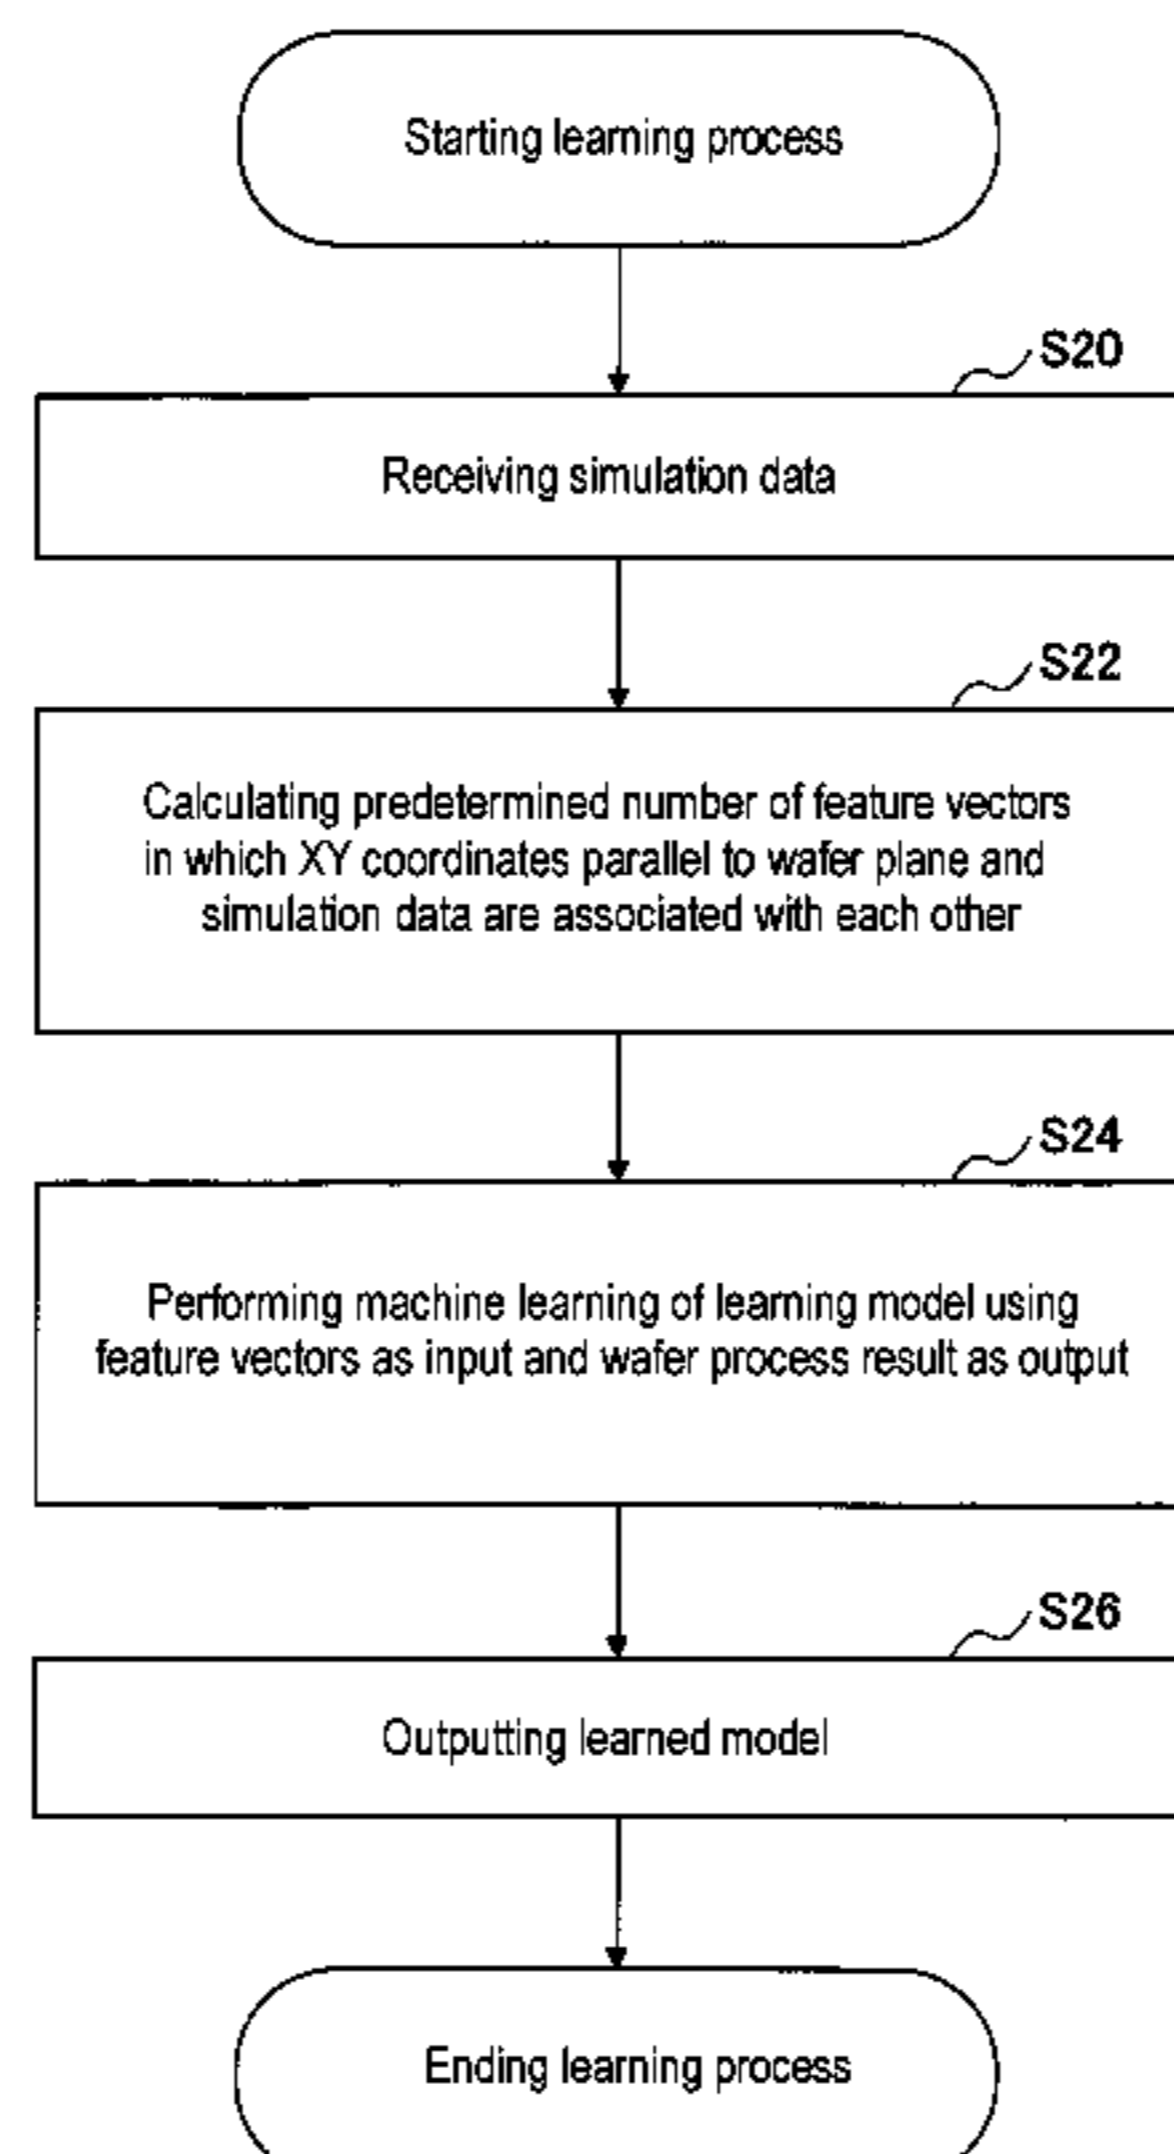 Starting learning process
S20
Receiving simulation data
S22
Calculating predetermined number of feature vectors
in which XY coordinates parallel to wafer plane and
simulation data are associated with each other
S24
Performing machine learning of learning model using
feature vectors as input and wafer process result as output
S26
Outputting learned model
Ending learning process